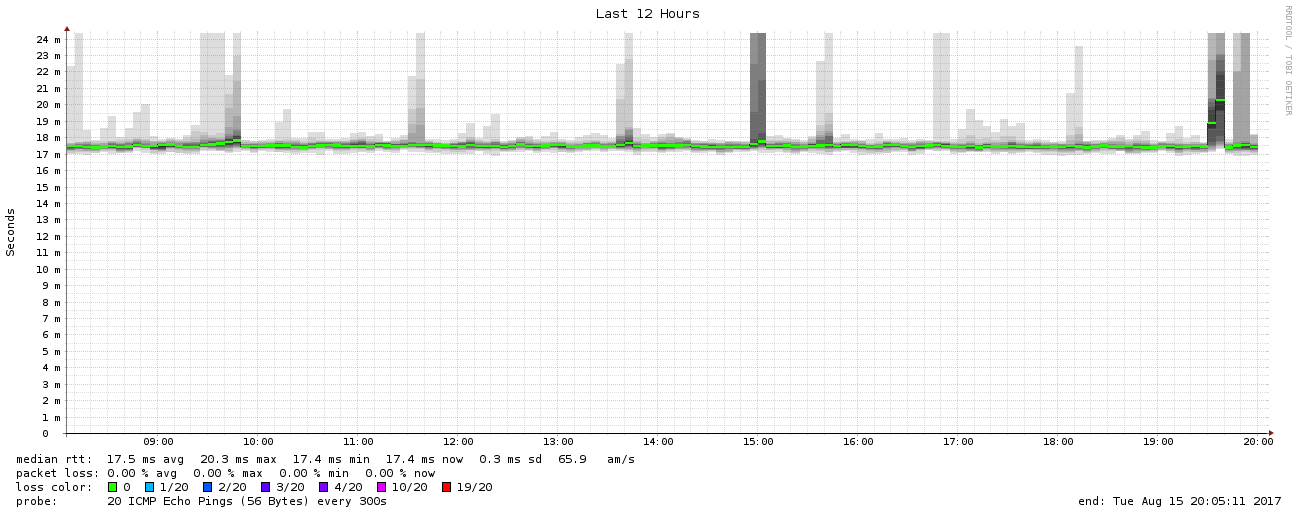 Last 12 Hours
RRDTOOL / TOBI OETIKER
Seconds
24 m
23 m
22 m
21 m
20 m
19 m
18 m
17 m
16 m
15 m
14 m
13 m
12 m
11 m
10 m
9 m
8 m
7 m
6 m
5 m
4 m
3 m
2 m
1 m
0
09:00 10:00 11:00 12:00 13:00 14:00 15:00 16:00 17:00 18:00 19:00 20:00
median rtt: 17.5 ms avg 20.3 ms max 17.4 ms min 17.4 ms now 0.3 ms sd 65.9 am/s
packet loss: 0.00 % avg 0.00 % max 0.00 % min 0.00 % now
loss color: 0 1/20 2/20 3/20 4/20 10/20 19/20
probe: 20 ICMP Echo Pings (56 Bytes) every 300s end: Tue Aug 15 20:05:11 2017